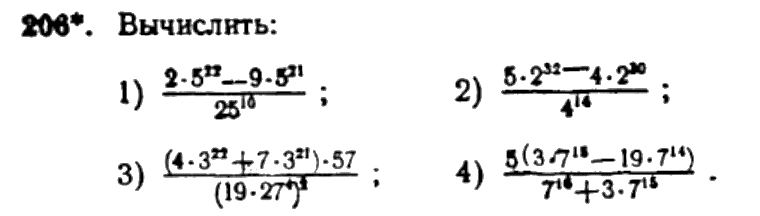 206*. Вычислить:
1) (2·5²² — 9·5²¹)/25¹⁰ ; 2) (5·2³² — 4·2³⁰)/4¹⁴ ;
3) ((4·3²² + 7·3²¹)·57)/(19·27⁴)² ; 4) 5(3·7¹⁵ — 19·7¹⁴)/(7¹⁶ + 3·7¹⁵) .